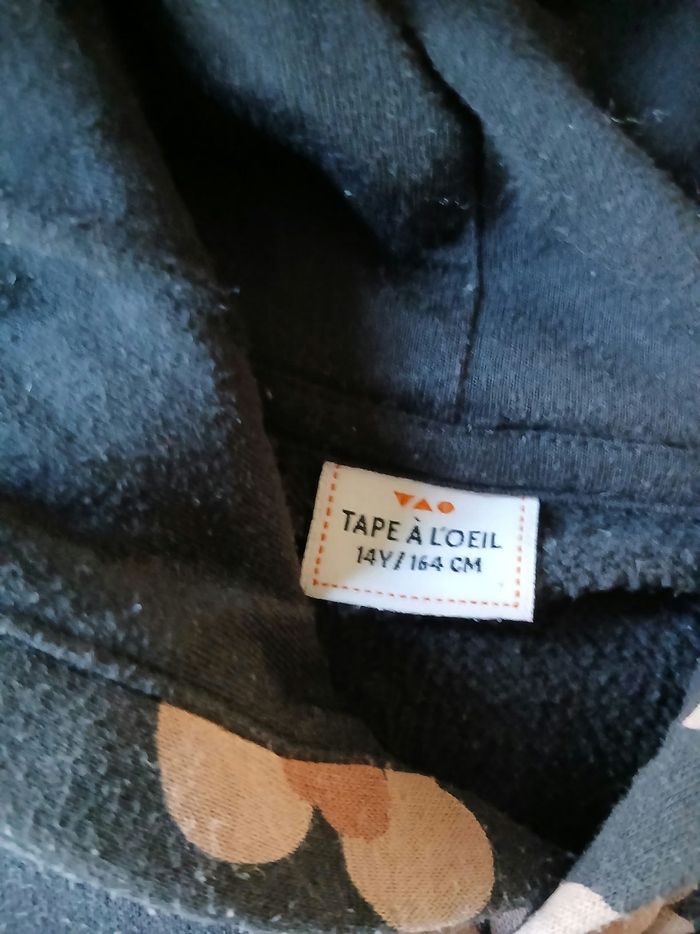 TAPE À L'OEIL
14Y/164 CM